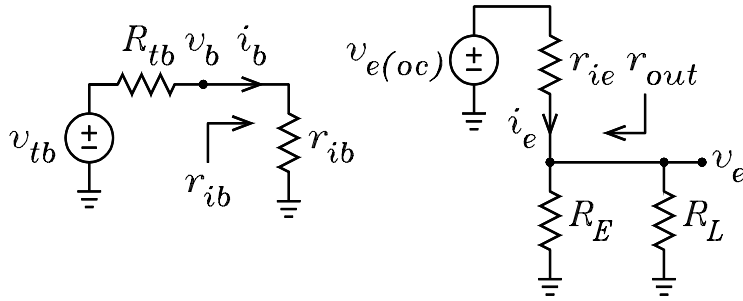 R_tb v_b i_b
v_tb + −
r_ib
r_ib
v_e(oc) + −
r_ie r_out
i_e
v_e
R_E R_L